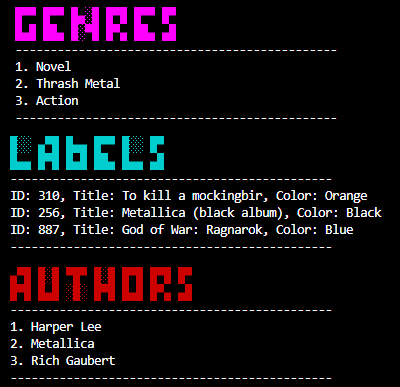 GENRES
----------------------------------------------
1. Novel
2. Thrash Metal
3. Action
----------------------------------------------
LABELS
----------------------------------------------
ID: 310, Title: To kill a mockingbir, Color: Orange
ID: 256, Title: Metallica (black album), Color: Black
ID: 887, Title: God of War: Ragnarok, Color: Blue
----------------------------------------------
AUTHORS
----------------------------------------------
1. Harper Lee
2. Metallica
3. Rich Gaubert
----------------------------------------------